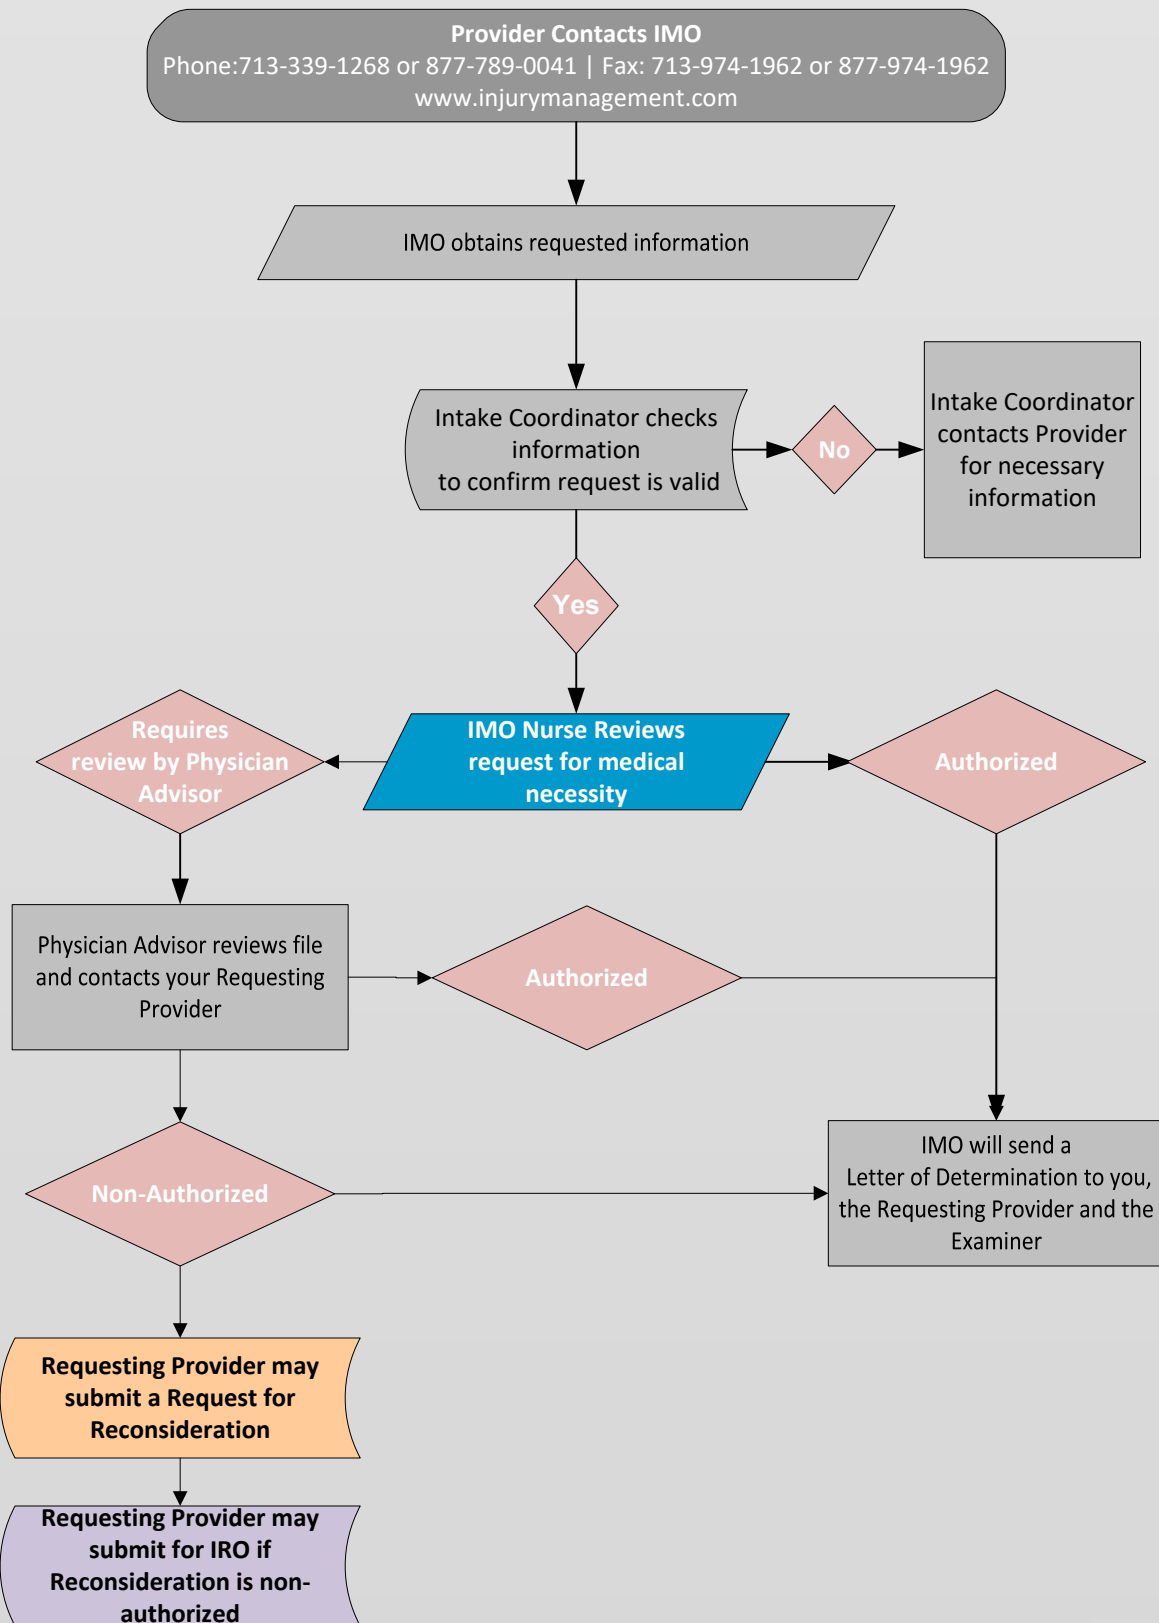 Provider Contacts IMO
Phone:713-339-1268 or 877-789-0041 | Fax: 713-974-1962 or 877-974-1962
www.injurymanagement.com
IMO obtains requested information
Intake Coordinator checks
information
to confirm request is valid
No
Intake Coordinator
contacts Provider
for necessary
information
Yes
Requires
review by Physician
Advisor
IMO Nurse Reviews
request for medical
necessity
Authorized
Physician Advisor reviews file
and contacts your Requesting
Provider
Authorized
Non-Authorized
IMO will send a
Letter of Determination to you,
the Requesting Provider and the
Examiner
Requesting Provider may
submit a Request for
Reconsideration
Requesting Provider may
submit for IRO if
Reconsideration is non-
authorized